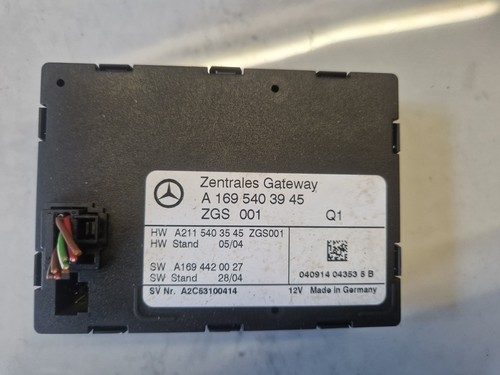 Zentrales Gateway
A 169 540 39 45
ZGS 001 Q1
HW A211 540 35 45 ZGS001
HW Stand 05/04
SW A169 442 00 27
SW Stand 28/04
040914 04353 5 B
SV Nr. A2C53100414 12V Made in Germany